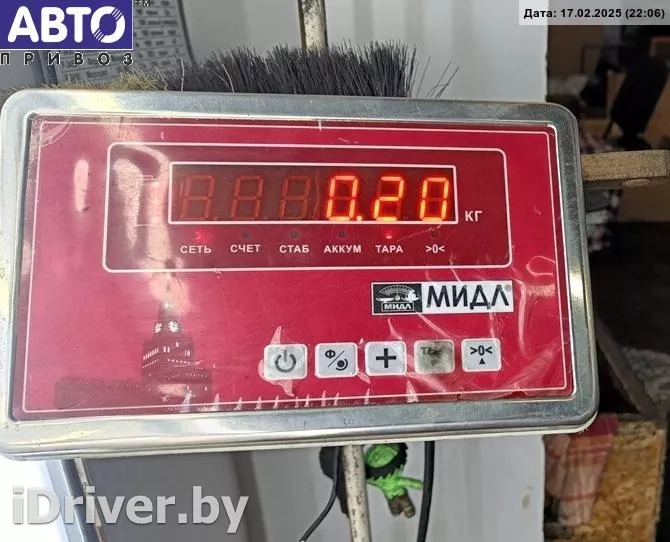 АВТО
ПРИВОЗ
Дата: 17.02.2025 (22:06)
0.20 КГ
СЕТЬ СЧЕТ СТАБ АККУМ ТАРА >0<
МИДЛ МИДЛ®
Ф + >0<
iDriver.by